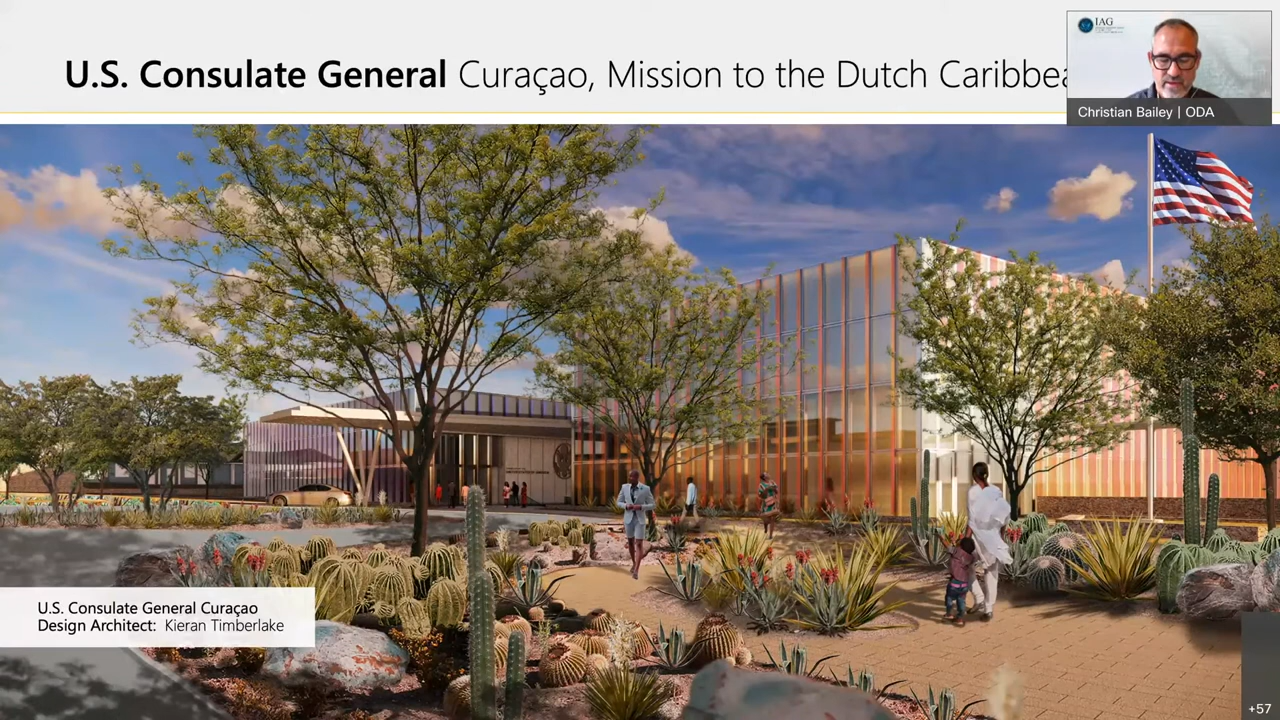 U.S. Consulate General Curaçao, Mission to the Dutch Caribbea
IAG
Christian Bailey | ODA
U.S. Consulate General Curaçao
Design Architect: Kieran Timberlake
+57